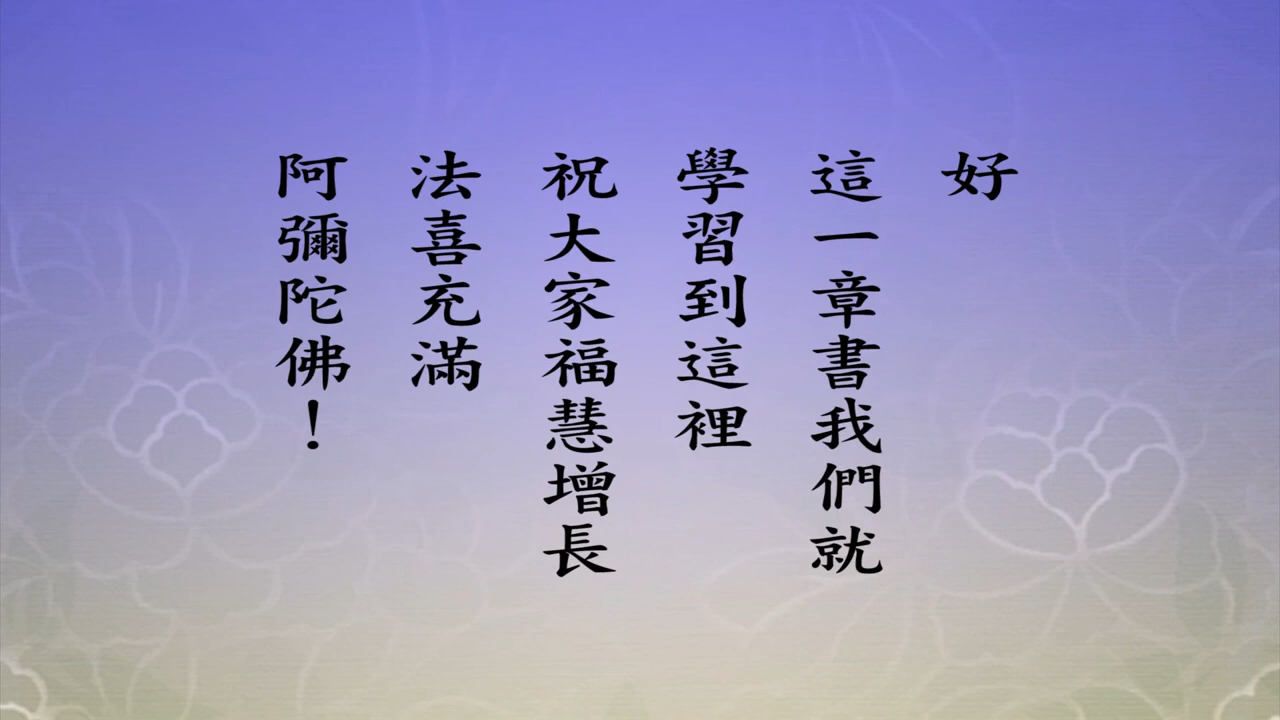 好
這一章書我們就
學習到這裡
祝大家福慧增長
法喜充滿
阿彌陀佛！